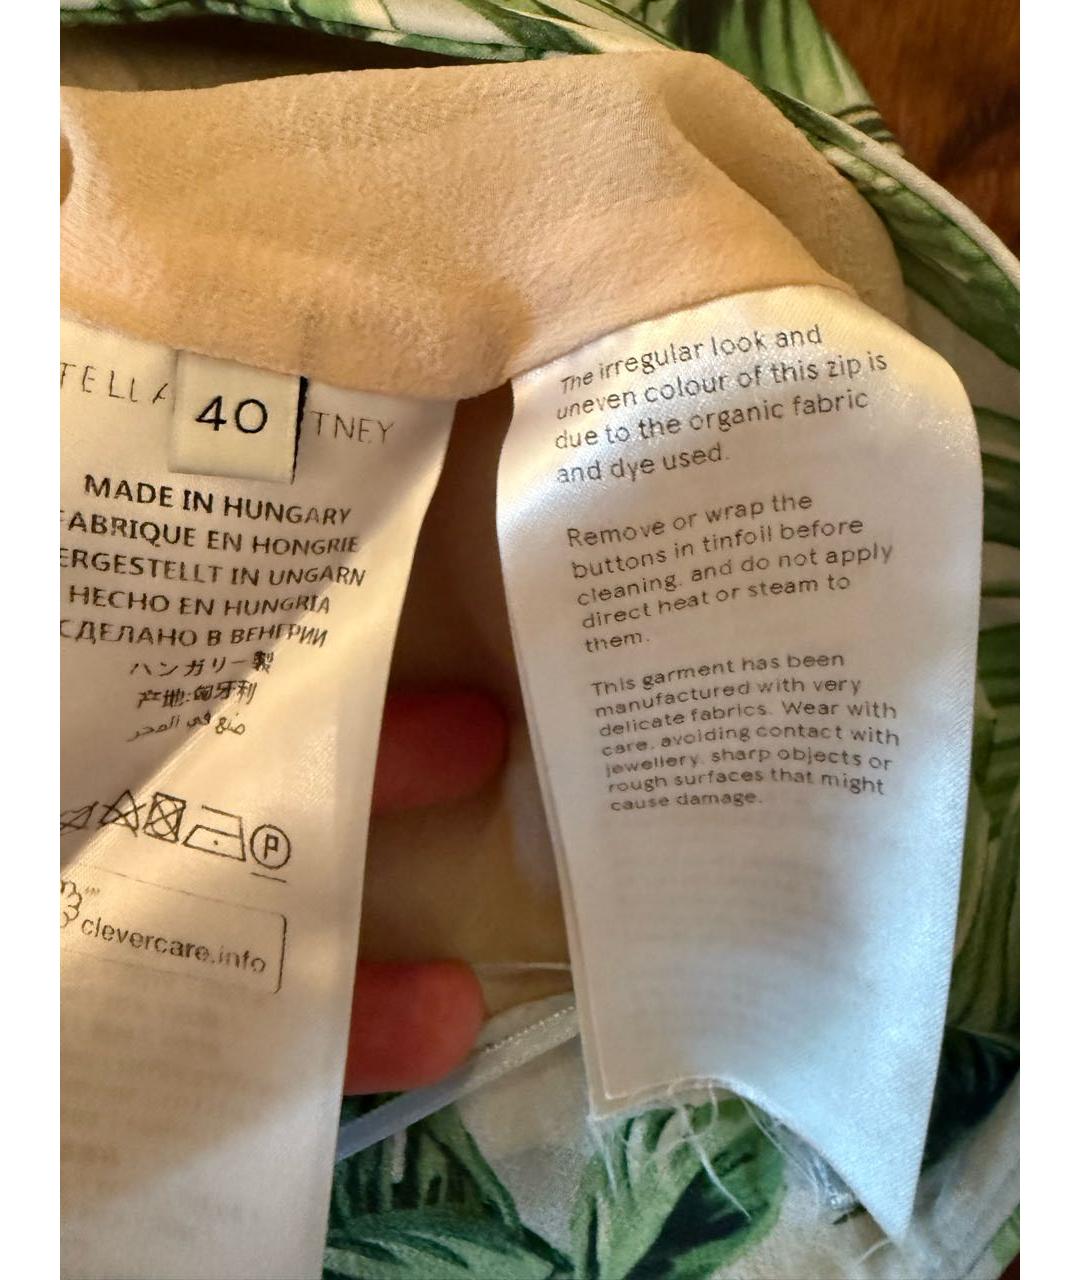 TELLA
40
TNEY
MADE IN HUNGARY
FABRIQUE EN HONGRIE
ERGESTELLT IN UNGARN
HECHO EN HUNGRIA
СДЕЛАНО В ВЕНГРИИ
ハンガリー製
产地:匈牙利
صنع في المجر
P
clevercare.info
The irregular look and
uneven colour of this zip is
due to the organic fabric
and dye used.
Remove or wrap the
buttons in tinfoil before
cleaning, and do not apply
direct heat or steam to
them.
This garment has been
manufactured with very
delicate fabrics. Wear with
care, avoiding contact with
jewellery, sharp objects or
rough surfaces that might
cause damage.